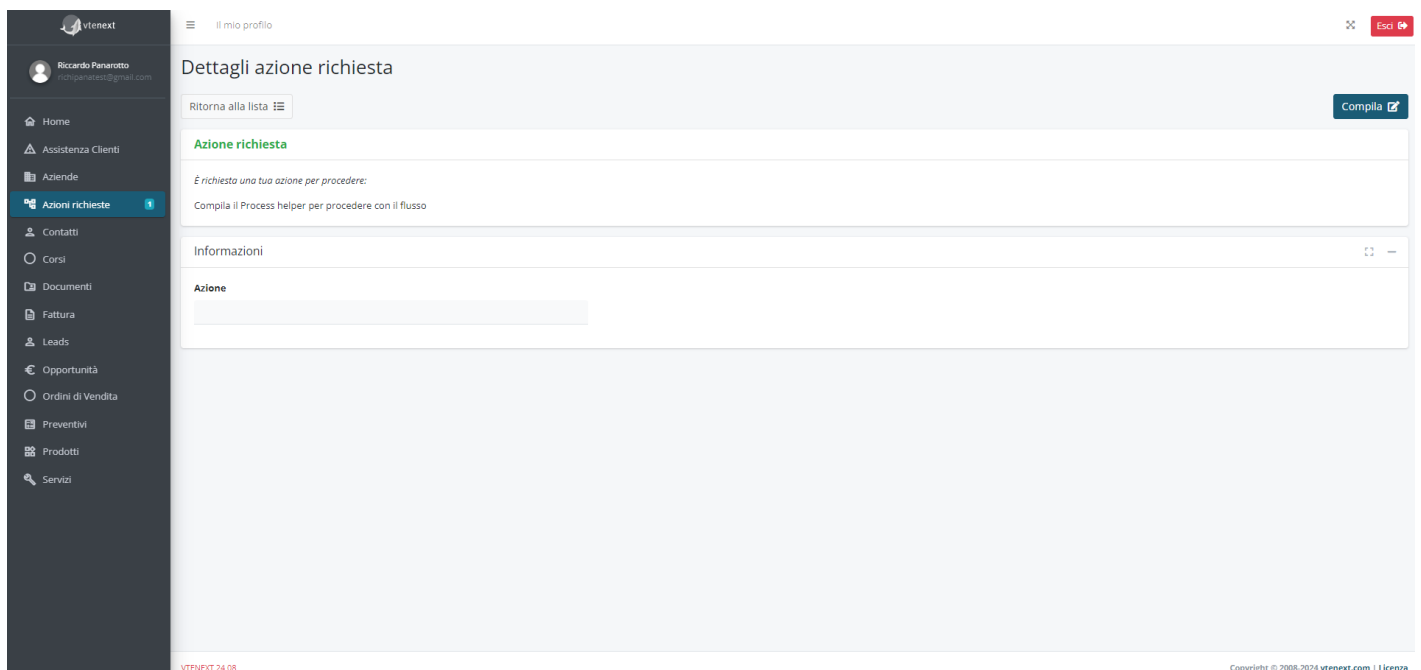 vtenext
Il mio profilo
Esci
Riccardo Panarotto
richipanatest@gmail.com
Home
Assistenza Clienti
Aziende
Azioni richieste 1
Contatti
Corsi
Documenti
Fattura
Leads
Opportunità
Ordini di Vendita
Preventivi
Prodotti
Servizi
Dettagli azione richiesta
Ritorna alla lista
Compila
Azione richiesta
È richiesta una tua azione per procedere:
Compila il Process helper per procedere con il flusso
Informazioni
Azione
VTENEXT 24.08
Copyright © 2008-2024 vtenext.com | Licenza